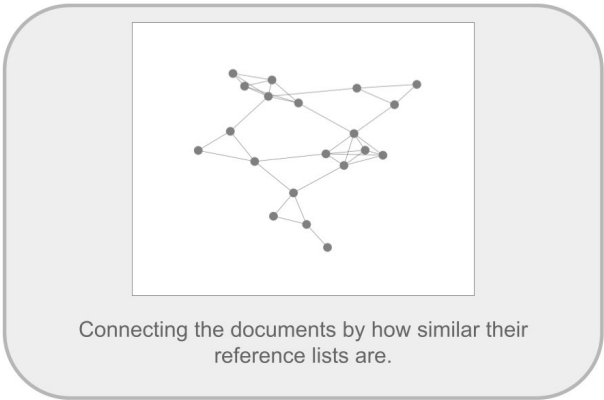 Connecting the documents by how similar their
reference lists are.